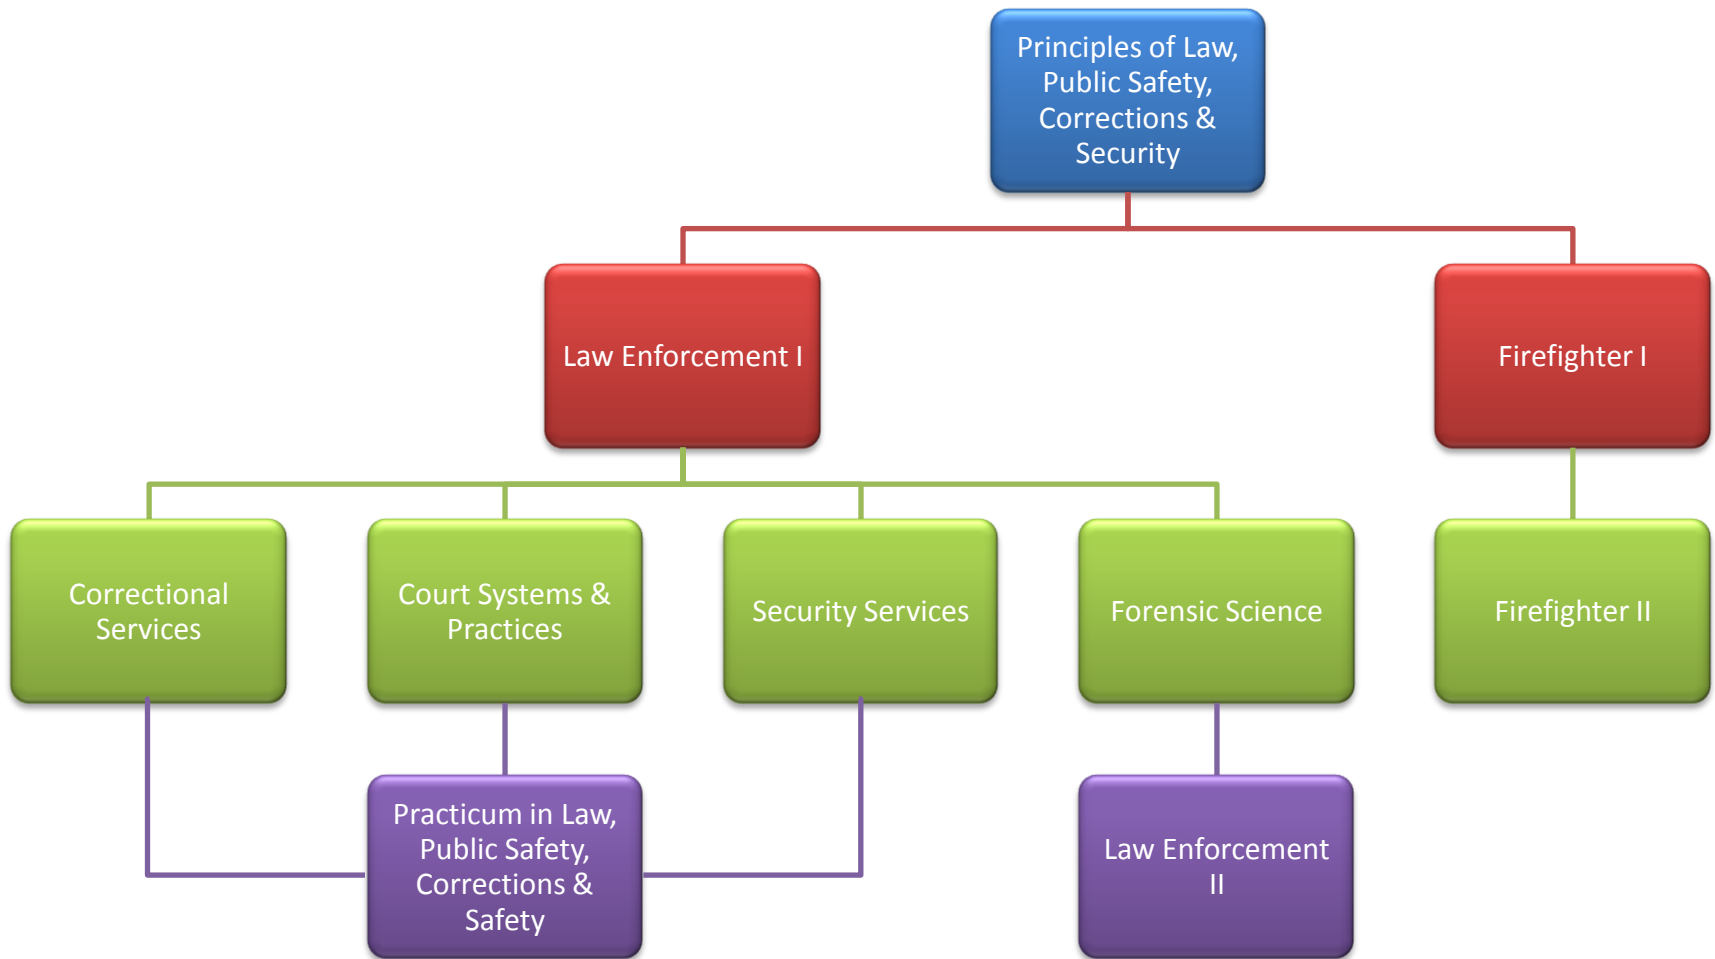 Principles of Law,
Public Safety,
Corrections &
Security
Law Enforcement I
Firefighter I
Correctional
Services
Court Systems &
Practices
Security Services
Forensic Science
Firefighter II
Practicum in Law,
Public Safety,
Corrections &
Safety
Law Enforcement
II